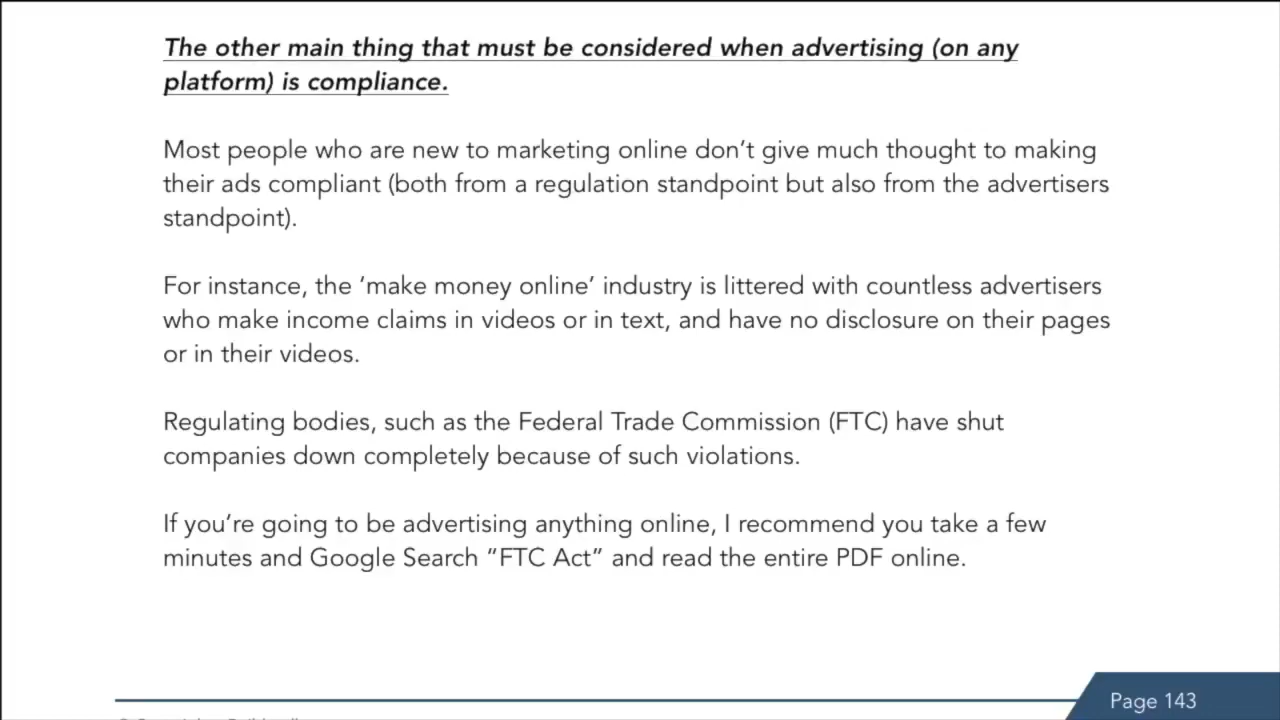 The other main thing that must be considered when advertising (on any
platform) is compliance.
Most people who are new to marketing online don’t give much thought to making
their ads compliant (both from a regulation standpoint but also from the advertisers
standpoint).
For instance, the ‘make money online’ industry is littered with countless advertisers
who make income claims in videos or in text, and have no disclosure on their pages
or in their videos.
Regulating bodies, such as the Federal Trade Commission (FTC) have shut
companies down completely because of such violations.
If you’re going to be advertising anything online, I recommend you take a few
minutes and Google Search “FTC Act” and read the entire PDF online.
Page 143